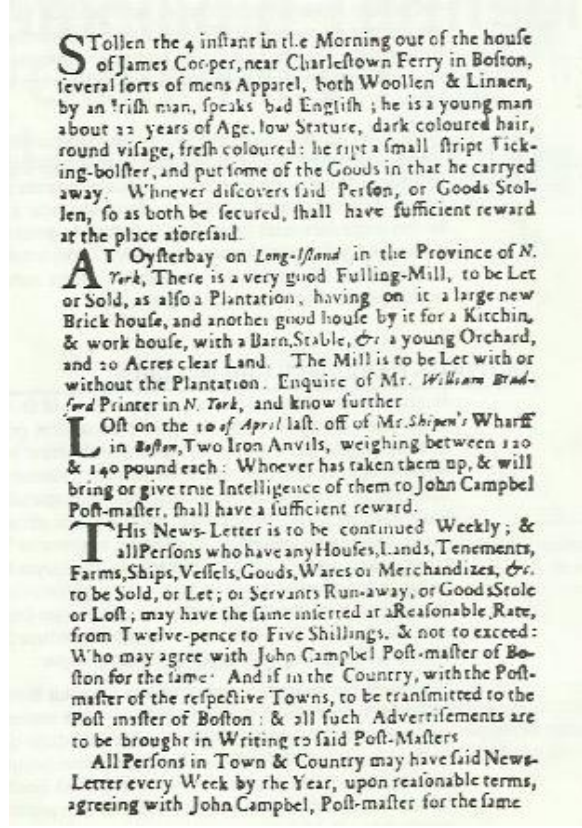 STollen the 4 inſtant in the Morning out of the houſe
of James Cooper, near Charleſtown Ferry in Boſton,
ſeveral ſorts of mens Apparel, both Woollen & Linnen,
by an Iriſh man, ſpeaks bad Engliſh ; he is a young man
about 22 years of Age, low Stature, dark coloured hair,
round viſage, freſh coloured : he ript a ſmall ſtript Tick-
ing-bolſter, and put ſome of the Goods in that he carryed
away. Whoever diſcovers ſaid Perſon, or Goods Stol-
len, ſo as both be ſecured, ſhall have ſufficient reward
at the place aforeſaid.
AT Oyſterbay on Long-Iſland in the Province of N.
York, There is a very good Fulling-Mill, to be Let
or Sold, as alſo a Plantation, having on it a large new
Brick houſe, and another good houſe by it for a Kitchin,
& work houſe, with a Barn, Stable, &c a young Orchard,
and 20 Acres clear Land. The Mill is to be Let with or
without the Plantation. Enquire of Mr. William Brad-
ford Printer in N. York, and know further
LOſt on the 10 of April laſt. off of Mr. Shipen's Wharff
in Boſton, Two Iron Anvils, weighing between 120
& 140 pound each : Whoever has taken them up, & will
bring or give true Intelligence of them to John Campbel
Poſt-maſter, ſhall have a ſufficient reward.
THis News-Letter is to be continued Weekly ; &
all Perſons who have any Houſes, Lands, Tenements,
Farms, Ships, Veſſels, Goods, Wares or Merchandizes, &c.
to be Sold, or Let ; or Servants Run-away, or Goods Stole
or Loſt ; may have the ſame inſerted at a Reaſonable Rate,
from Twelve-pence to Five Shillings, & not to exceed :
Who may agree with John Campbel Poſt-maſter of Bo-
ſton for the ſame· And if in the Country, with the Poſt-
maſter of the reſpective Towns, to be tranſmitted to the
Poſt maſter of Boſton : & all ſuch Advertiſements are
to be brought in Writing to ſaid Poſt-Maſters
All Perſons in Town & Country may have ſaid News-
Letter every Week by the Year, upon reaſonable terms,
agreeing with John Campbel, Poſt-maſter for the ſame